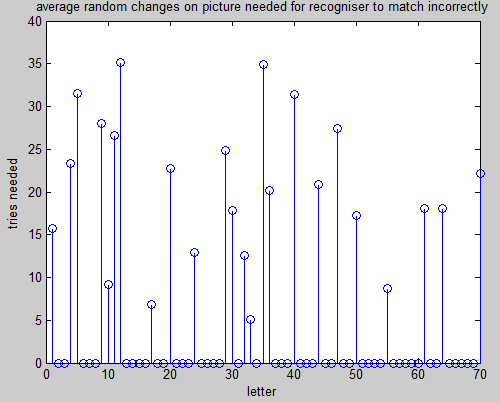 average random changes on picture needed for recogniser to match incorrectly
40
35
30
25
20
15
10
5
0
tries needed
0 10 20 30 40 50 60 70
letter